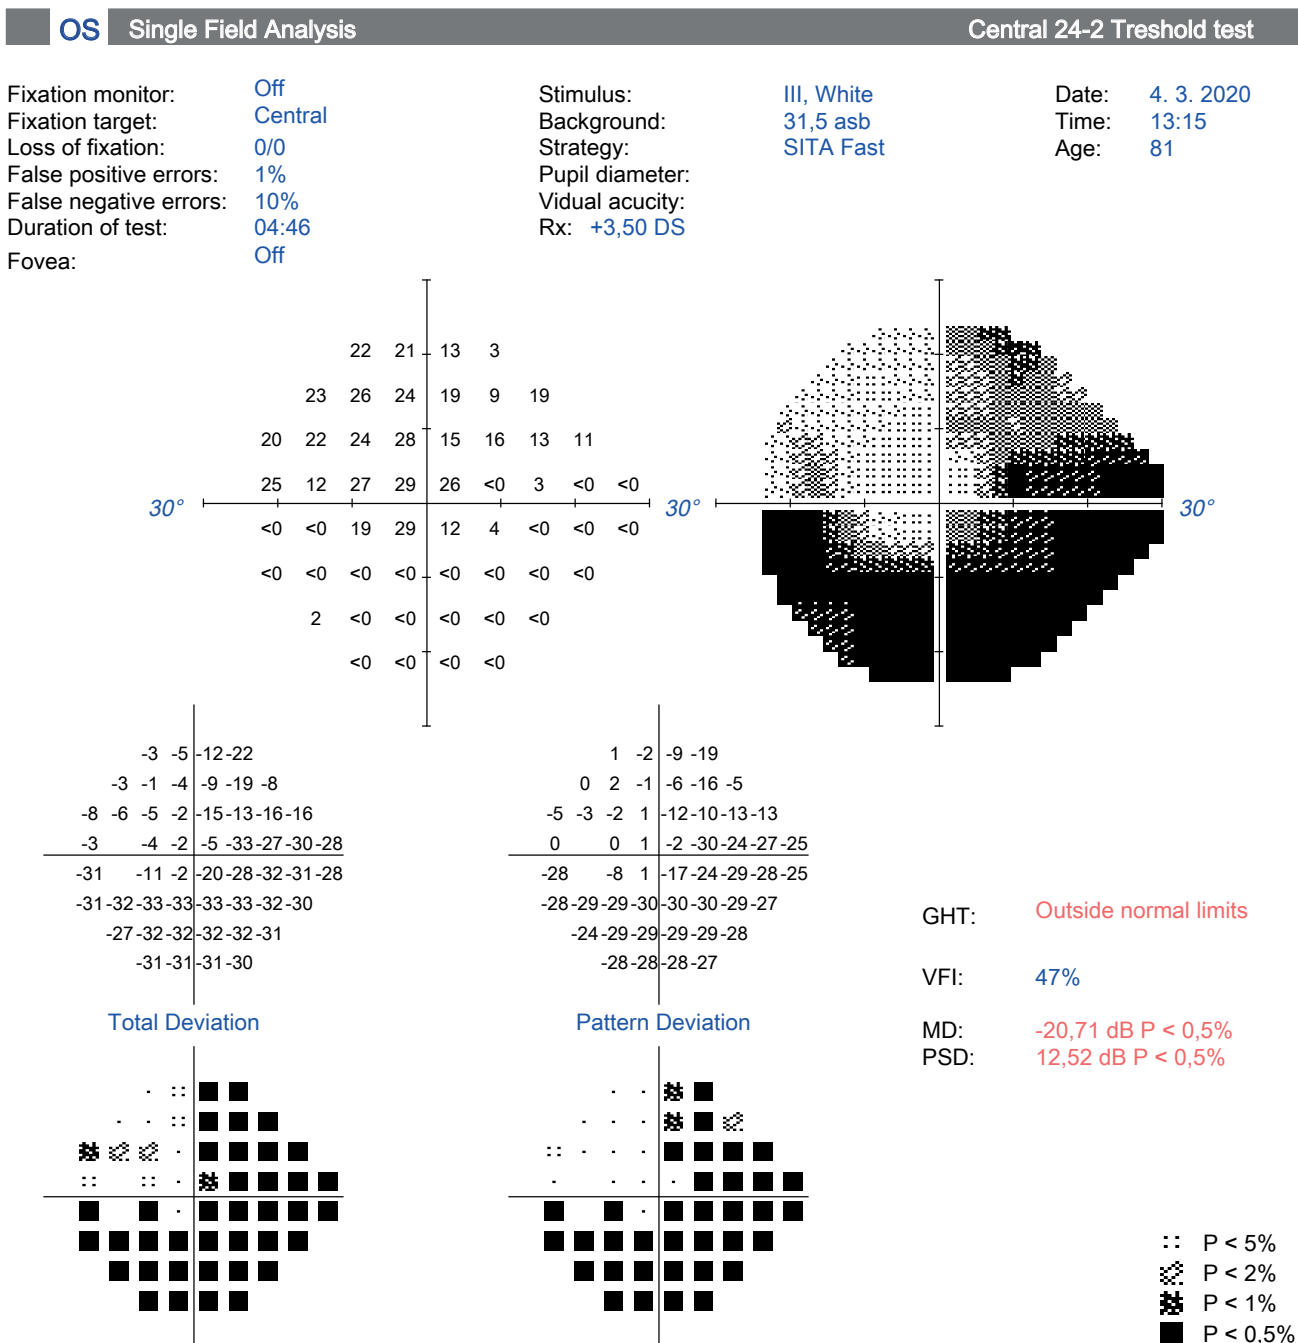 OS Single Field Analysis Central 24-2 Treshold test
Fixation monitor: Off Stimulus: III, White Date: 4. 3. 2020
Fixation target: Central Background: 31,5 asb Time: 13:15
Loss of fixation: 0/0 Strategy: SITA Fast Age: 81
False positive errors: 1% Pupil diameter:
False negative errors: 10% Vidual acucity:
Duration of test: 04:46 Rx: +3,50 DS
Fovea: Off
22 21 13 3
23 26 24 19 9 19
20 22 24 28 15 16 13 11
25 12 27 29 26 <0 3 <0 <0
30° 30° 30°
<0 <0 19 29 12 4 <0 <0 <0
<0 <0 <0 <0 <0 <0 <0 <0
2 <0 <0 <0 <0 <0
<0 <0 <0 <0
-3 -5 -12 -22
-3 -1 -4 -9 -19 -8
-8 -6 -5 -2 -15 -13 -16 -16
-3 -4 -2 -5 -33 -27 -30 -28
-31 -11 -2 -20 -28 -32 -31 -28
-31 -32 -33 -33 -33 -33 -32 -30
-27 -32 -32 -32 -32 -31
-31 -31 -31 -30
Total Deviation
1 -2 -9 -19
0 2 -1 -6 -16 -5
-5 -3 -2 1 -12 -10 -13 -13
0 0 1 -2 -30 -24 -27 -25
-28 -8 1 -17 -24 -29 -28 -25
-28 -29 -29 -30 -30 -30 -29 -27
-24 -29 -29 -29 -29 -28
-28 -28 -28 -27
Pattern Deviation
GHT: Outside normal limits
VFI: 47%
MD: -20,71 dB P < 0,5%
PSD: 12,52 dB P < 0,5%
P < 5%
P < 2%
P < 1%
P < 0,5%